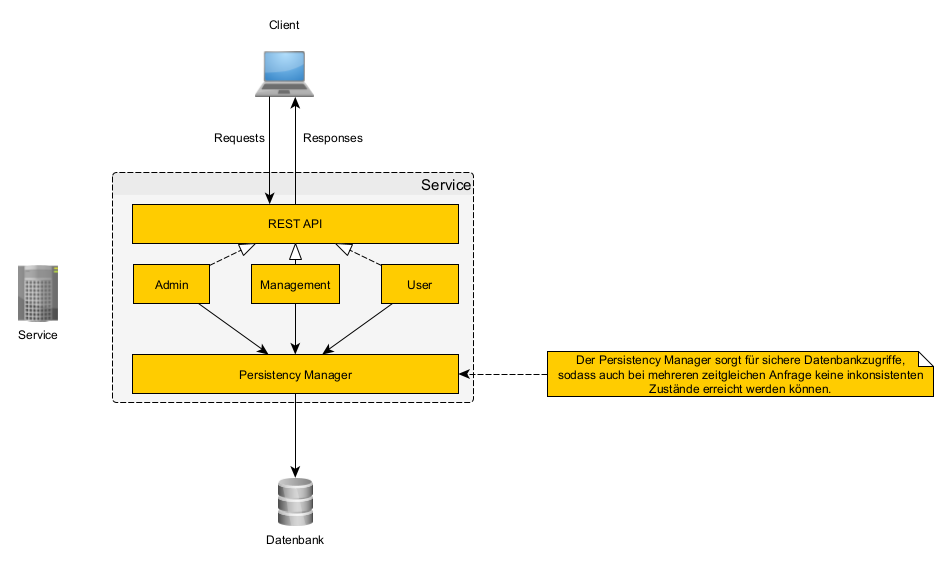 Client
Requests
Responses
Service
REST API
Admin
Management
User
Service
Persistency Manager
Der Persistency Manager sorgt für sichere Datenbankzugriffe,
sodass auch bei mehreren zeitgleichen Anfrage keine inkonsistenten
Zustände erreicht werden können.
Datenbank